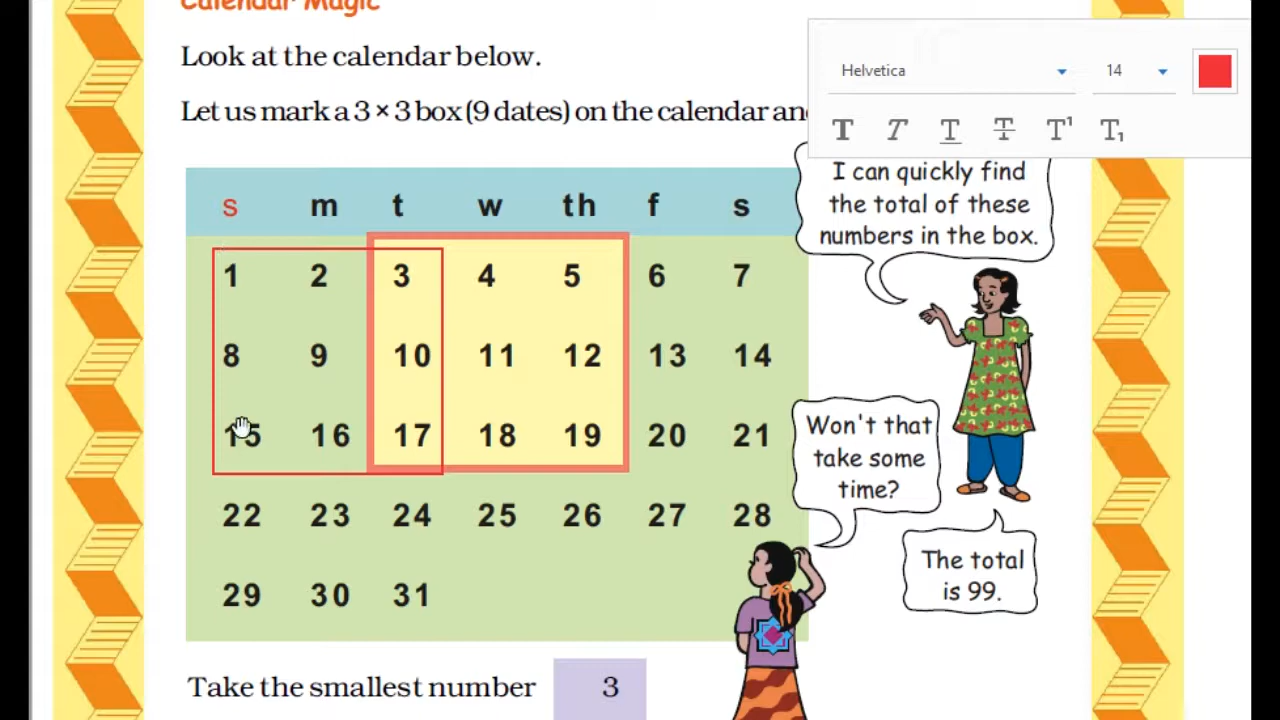 Calendar Magic
Look at the calendar below.
Let us mark a 3 × 3 box (9 dates) on the calendar an
Helvetica 14
T T T T T¹ T₁
I can quickly find
the total of these
numbers in the box.
s m t w th f s
1 2 3 4 5 6 7
8 9 10 11 12 13 14
15 16 17 18 19 20 21
22 23 24 25 26 27 28
29 30 31
Won't that
take some
time?
The total
is 99.
Take the smallest number 3